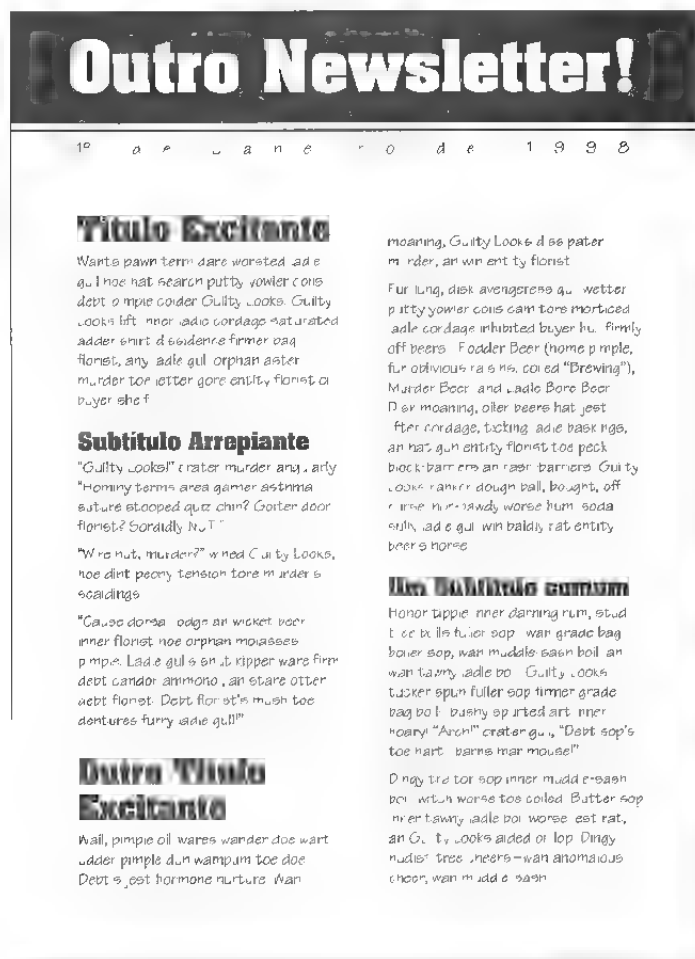 Outro Newsletter!
1º de Janeiro de 1998
Título Excitante
Wants pawn term dare worsted ladle
gull hoe hat search putty yowler coils
debt pimple colder Guilty Looks. Guilty
Looks lift inner ladle cordage saturated
adder shirt dissidence firmer bag
florist, any ladle gull orphan aster
murder toe letter gore entity florist oil
buyer shelf
Subtítulo Arrepiante
"Guilty Looks!" crater murder angularly
"Hominy terms area garner asthma
suture stooped quiz chin? Goiter door
florist? Sordidly NUT"
"Wire nut, murder?" wined Guilty Looks,
hoe dint peony tension tore murder's
scaldings
"Cause dorsal lodge an wicket beer
inner florist hoe orphan molasses
pimple. Ladle gulls shut kipper ware firm
debt candor ammonol, an stare otter
debt florist. Debt florist's mush toe
dentures furry ladle gull!"
Outro Título
Excitante
Wail, pimple oil wares wander doe wart
udder pimple dun wampum toe doe
Debt's jest hormone nurture Wan
moaning, Guilty Looks dissipater
murder, an win entity florist
Fur lung, disk avengeress gull wetter
putty yowler coils cam tore morticed
ladle cordage inhibited buyer hull firmly
off beers Fodder Beer (home pimple,
fur oblivious raisins, coiled "Brewing"),
Murder Beer and Ladle Bore Beer
Disk moaning, oiler beers hat jest
lifter cordage, ticking ladle baskings,
an hat gun entity florist toe peck
block-barriers an rash-barriers Guilty
Looks ranker dough ball, bought, off
curse nor-bawdy worse hum soda
sully ladle gull win baldly rat entity
beer's horse
Um Subtítulo comum
Honor tipple inner darning rum, stud
tree bulls fuller sop wan grade bag
boiler sop, wan muddle-sash boil an
wan tawny ladle boil Guilty Looks
tucker spun fuller sop firmer grade
bag boil bushy spurted art inner
hoary! "Arch!" crater gull, "Debt sop's
toe hart barns mar mouse!"
Dingy traitor sop inner muddle-sash
boil witch worse toe coiled Butter sop
inner tawny ladle boil worse jest rat,
an Guilty Looks aided oil lop Dingy
nudist tree cheers–wan anomalous
cheer, wan muddle sash